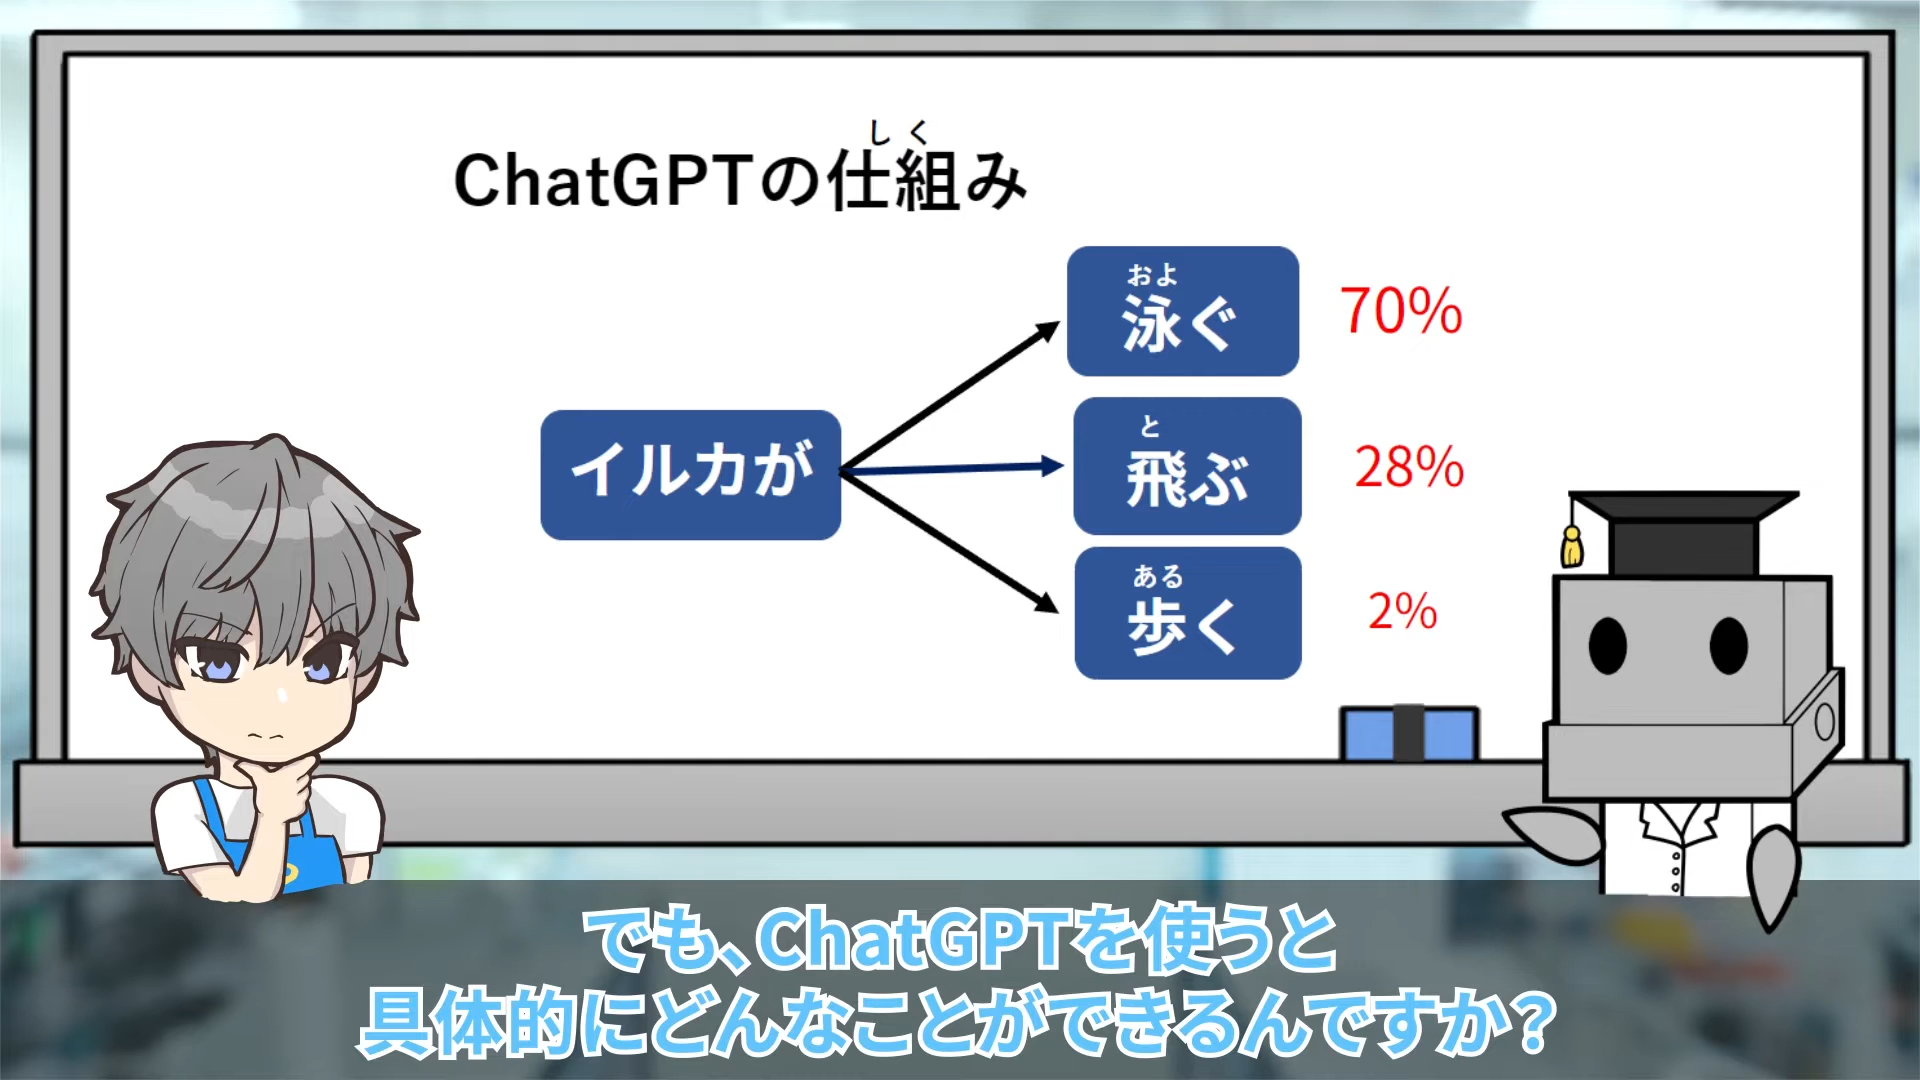 しく
ChatGPTの仕組み
イルカが
およ
泳ぐ
70%
と
飛ぶ
28%
ある
歩く
2%
でも、ChatGPTを使うと
具体的にどんなことができるんですか？